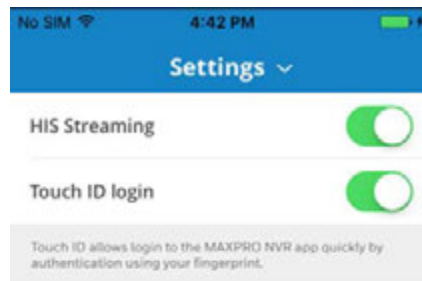 No SIM 4:42 PM
Settings
HIS Streaming
Touch ID login
Touch ID allows login to the MAXPRO NVR app quickly by
authentication using your fingerprint.